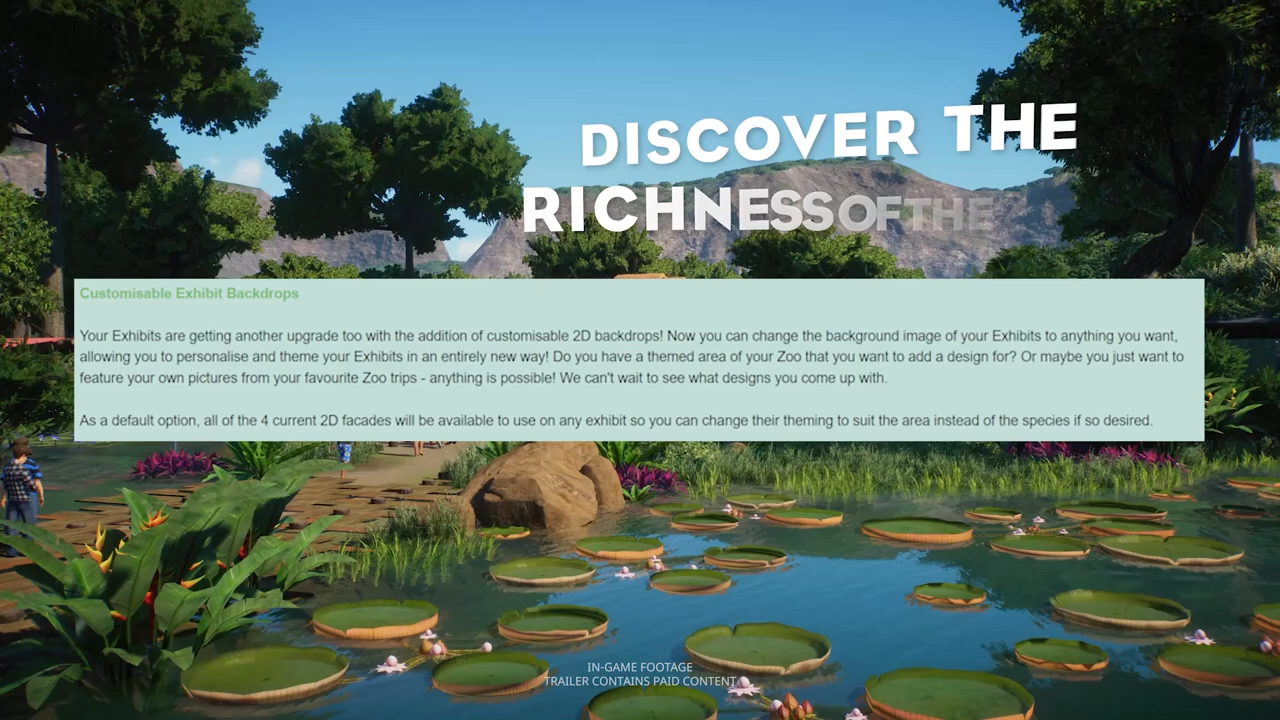 DISCOVER THE
RICHNESS OF THE
Customisable Exhibit Backdrops
Your Exhibits are getting another upgrade too with the addition of customisable 2D backdrops! Now you can change the background image of your Exhibits to anything you want,
allowing you to personalise and theme your Exhibits in an entirely new way! Do you have a themed area of your Zoo that you want to add a design for? Or maybe you just want to
feature your own pictures from your favourite Zoo trips - anything is possible! We can't wait to see what designs you come up with.
As a default option, all of the 4 current 2D facades will be available to use on any exhibit so you can change their theming to suit the area instead of the species if so desired.
IN-GAME FOOTAGE
TRAILER CONTAINS PAID CONTENT